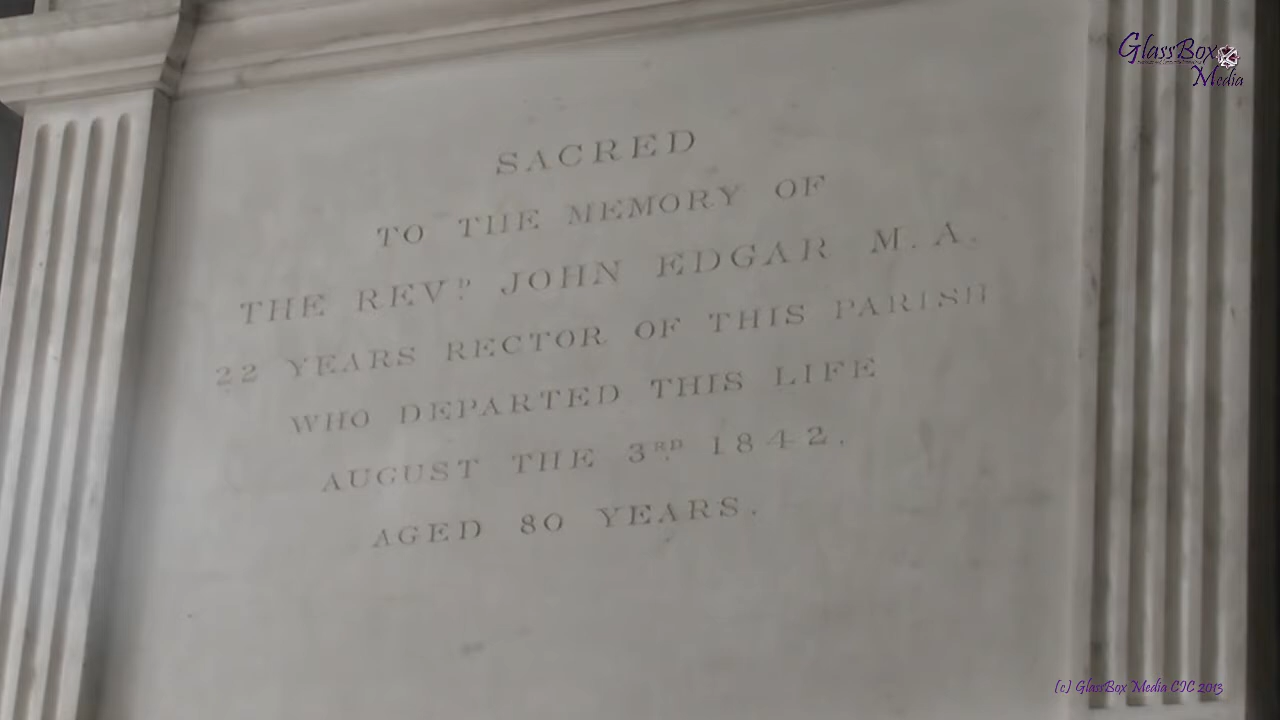 GlassBox
Media
SACRED
TO THE MEMORY OF
THE REVD. JOHN EDGAR M.A.
22 YEARS RECTOR OF THIS PARISH
WHO DEPARTED THIS LIFE
AUGUST THE 3RD. 1842.
AGED 80 YEARS.
(c) GlassBox Media CIC 2013